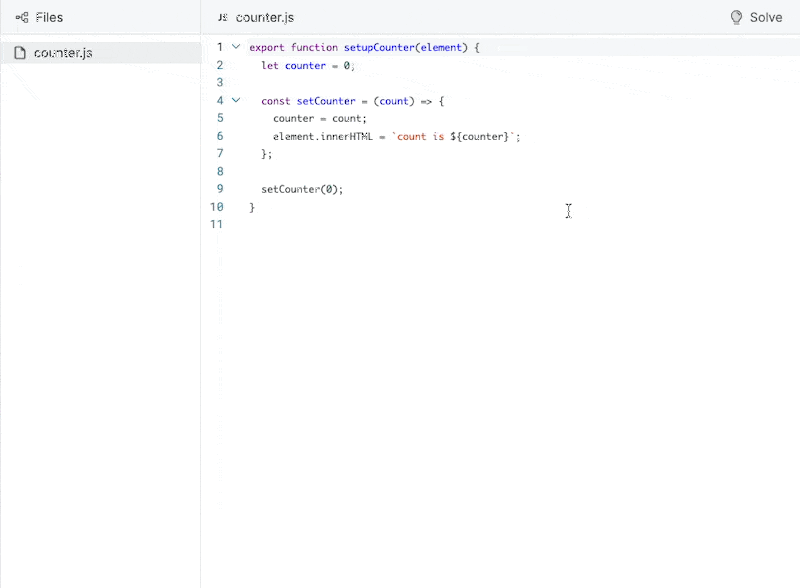 Files
counter.js
JS counter.js
Solve
1 export function setupCounter(element) {
2 let counter = 0;
3
4 const setCounter = (count) => {
5 counter = count;
6 element.innerHTML = `count is ${counter}`;
7 };
8
9 setCounter(0);
10 }
11